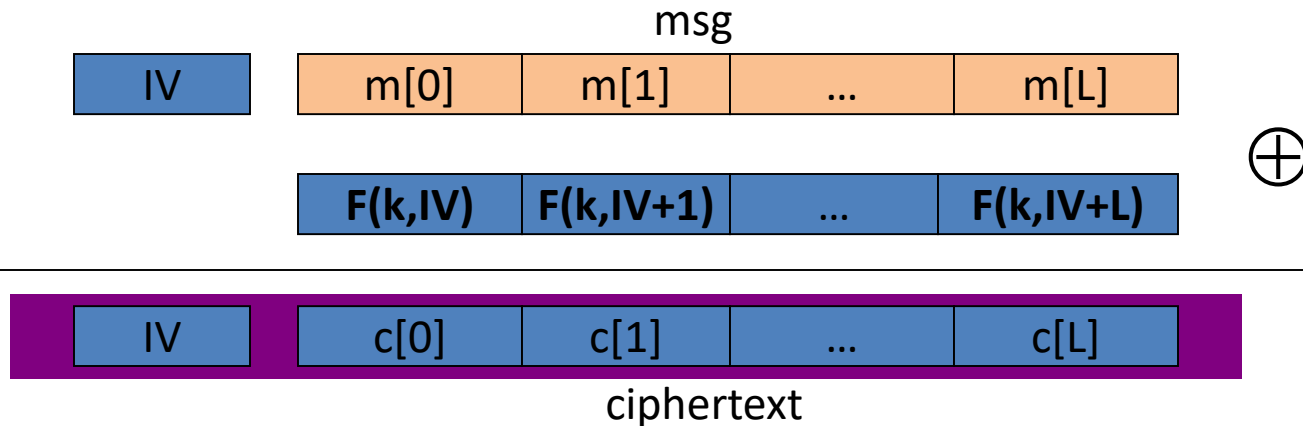 msg
IV m[0] m[1] ... m[L]
⊕
F(k,IV) F(k,IV+1) ... F(k,IV+L)
IV c[0] c[1] ... c[L]
ciphertext